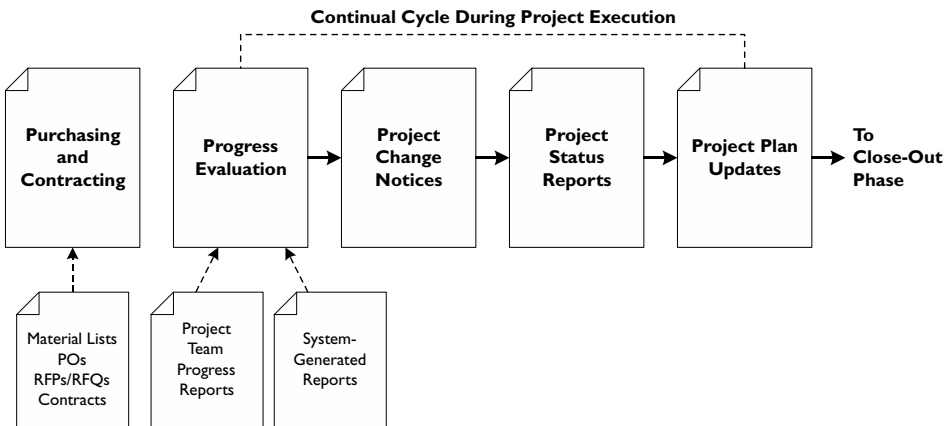 Continual Cycle During Project Execution
Purchasing
and
Contracting
Progress
Evaluation
Project
Change
Notices
Project
Status
Reports
Project Plan
Updates
To
Close-Out
Phase
Material Lists
POs
RFPs/RFQs
Contracts
Project
Team
Progress
Reports
System-
Generated
Reports